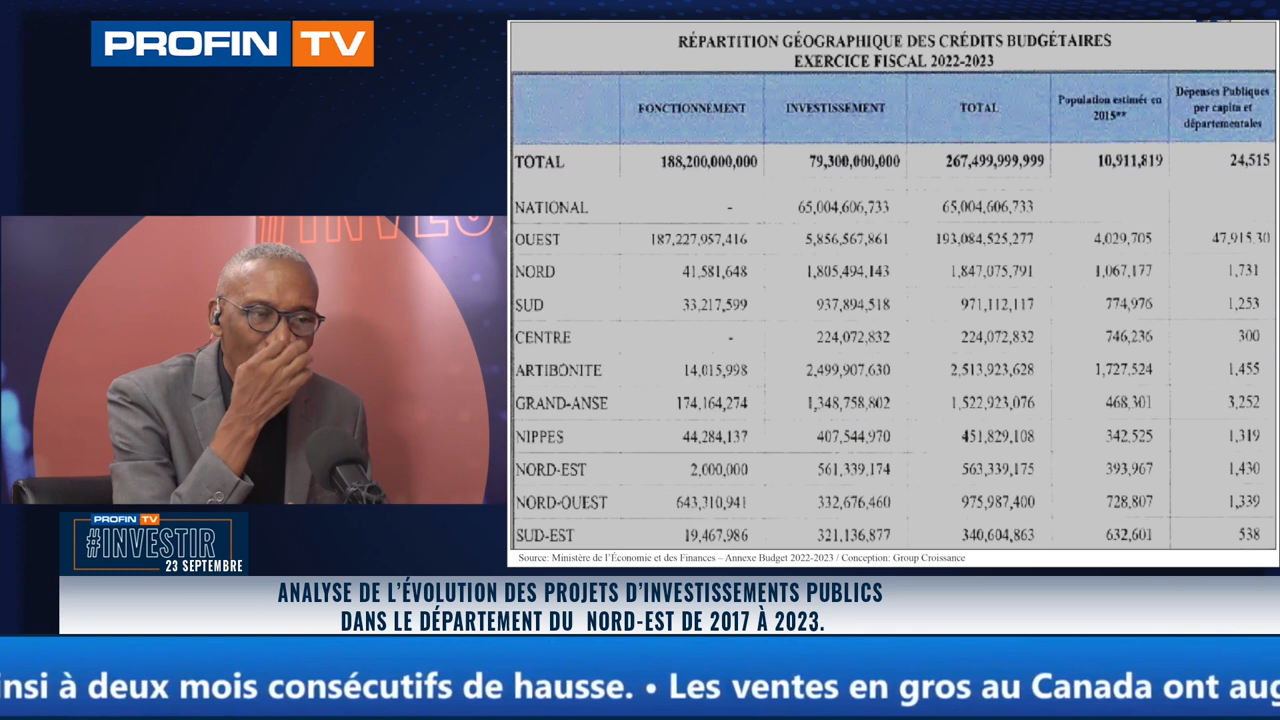 PROFIN TV
RÉPARTITION GÉOGRAPHIQUE DES CRÉDITS BUDGÉTAIRES
EXERCICE FISCAL 2022-2023
FONCTIONNEMENT INVESTISSEMENT TOTAL Population estimés en 2015** Dépenses Publiques per capita et départementales
TOTAL 188,200,000,000 79,300,000,000 267,499,999,999 10,911,819 24,515
NATIONAL - 65,004,606,733 65,004,606,733
OUEST 187,227,957,416 5,856,567,861 193,084,525,277 4,029,705 47,915.30
NORD 41,581,648 1,805,494,143 1,847,075,791 1,067,177 1,731
SUD 33,217,599 937,894,518 971,112,117 774,976 1,253
CENTRE - 224,072,832 224,072,832 746,236 300
ARTIBONITE 14,015,998 2,499,907,630 2,513,923,628 1,727,524 1,455
GRAND-ANSE 174,164,274 1,348,758,802 1,522,923,076 468,301 3,252
NIPPES 44,284,137 407,544,970 451,829,108 342,525 1,319
NORD-EST 2,000,000 561,339,174 563,339,175 393,967 1,430
NORD-OUEST 643,310,941 332,676,460 975,987,400 728,807 1,339
SUD-EST 19,467,986 321,136,877 340,604,863 632,601 538
Source: Ministère de l'Économie et des Finances – Annexe Budget 2022-2023 / Conception: Group Croissance
#INVES
PROFIN TV
#INVESTIR
23 SEPTEMBRE
ANALYSE DE L'ÉVOLUTION DES PROJETS D'INVESTISSEMENTS PUBLICS
DANS LE DÉPARTEMENT DU NORD-EST DE 2017 À 2023.
insi à deux mois consécutifs de hausse. • Les ventes en gros au Canada ont aug